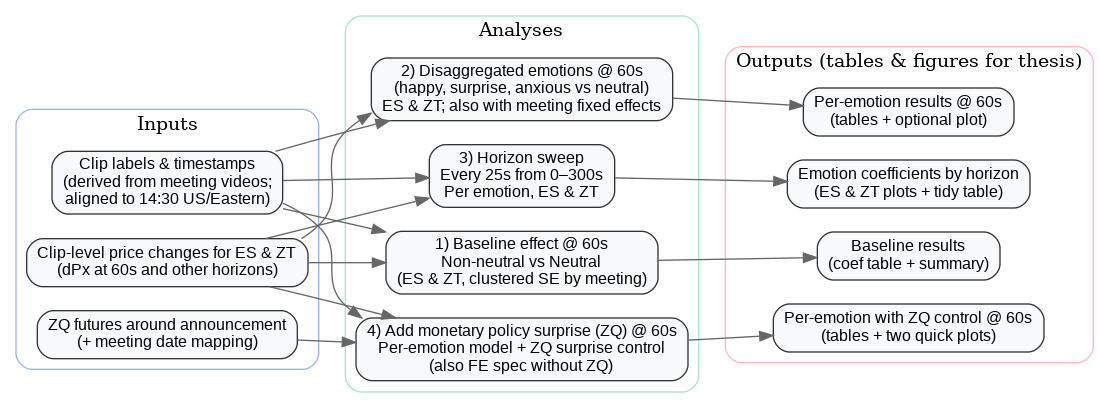 Inputs
Clip labels & timestamps
(derived from meeting videos;
aligned to 14:30 US/Eastern)
Clip-level price changes for ES & ZT
(dPx at 60s and other horizons)
ZQ futures around announcement
(+ meeting date mapping)
Analyses
2) Disaggregated emotions @ 60s
(happy, surprise, anxious vs neutral)
ES & ZT; also with meeting fixed effects
3) Horizon sweep
Every 25s from 0–300s
Per emotion, ES & ZT
1) Baseline effect @ 60s
Non-neutral vs Neutral
(ES & ZT, clustered SE by meeting)
4) Add monetary policy surprise (ZQ) @ 60s
Per-emotion model + ZQ surprise control
(also FE spec without ZQ)
Outputs (tables & figures for thesis)
Per-emotion results @ 60s
(tables + optional plot)
Emotion coefficients by horizon
(ES & ZT plots + tidy table)
Baseline results
(coef table + summary)
Per-emotion with ZQ control @ 60s
(tables + two quick plots)